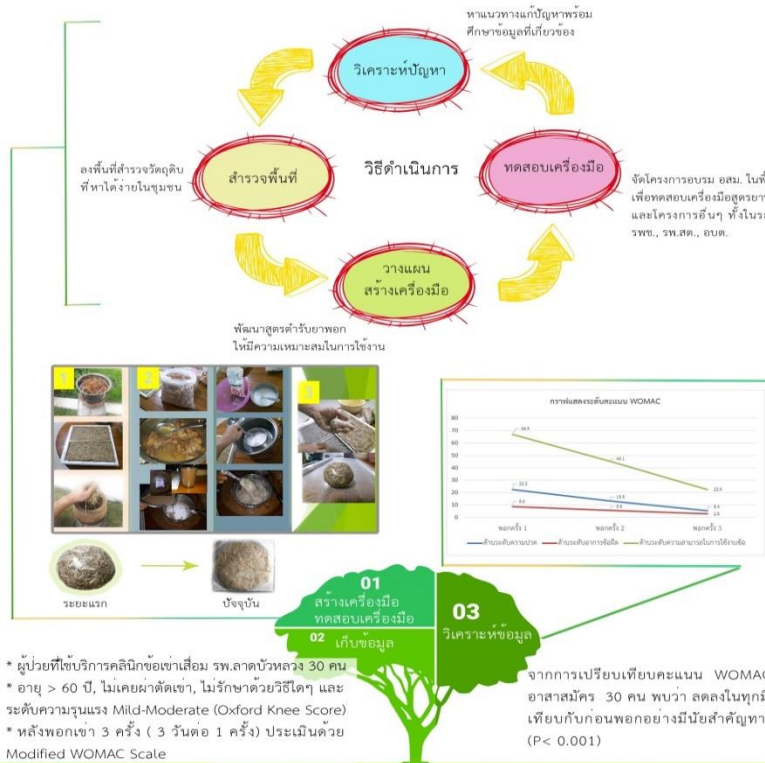 หาแนวทางแก้ปัญหาพร้อม
ศึกษาข้อมูลที่เกี่ยวข้อง
วิเคราะห์ปัญหา
ลงพื้นที่สำรวจวัตถุดิบ
ที่หาได้ง่ายในชุมชน
สำรวจพื้นที่
วิธีดำเนินการ
ทดสอบเครื่องมือ
จัดโครงการอบรม อสม. ในพื้
เพื่อทดสอบเครื่องมือสูตรยา
และโครงการอื่นๆ ทั้งในระ
รพช., รพ.สต., อบต.
วางแผน
สร้างเครื่องมือ
พัฒนาสูตรตำรับยาพอก
ให้มีความเหมาะสมในการใช้งาน
1
2
3
กราฟแสดงระดับคะแนน WOMAC
80
70
60
50
40
30
20
10
0
พอกครั้ง 1
พอกครั้ง 2
พอกครั้ง 3
ด้านระดับความปวด
ด้านระดับอาการข้อฝืด
ด้านระดับความสามารถในการใช้งานข้อ
ระยะแรก
ปัจจุบัน
01
สร้างเครื่องมือ
ทดสอบเครื่องมือ
02 เก็บข้อมูล
03
วิเคราะห์ข้อมูล
* ผู้ป่วยที่ใช้บริการคลินิกข้อเข่าเสื่อม รพ.ลาดบัวหลวง 30 คน
* อายุ > 60 ปี, ไม่เคยผ่าตัดเข่า, ไม่รักษาด้วยวิธีใดๆ และ
ระดับความรุนแรง Mild-Moderate (Oxford Knee Score)
* หลังพอกเข่า 3 ครั้ง ( 3 วันต่อ 1 ครั้ง) ประเมินด้วย
Modified WOMAC Scale
จากการเปรียบเทียบคะแนน WOMAC
อาสาสมัคร 30 คน พบว่า ลดลงในทุกมิ
เทียบกับก่อนพอกอย่างมีนัยสำคัญทา
(P< 0.001)